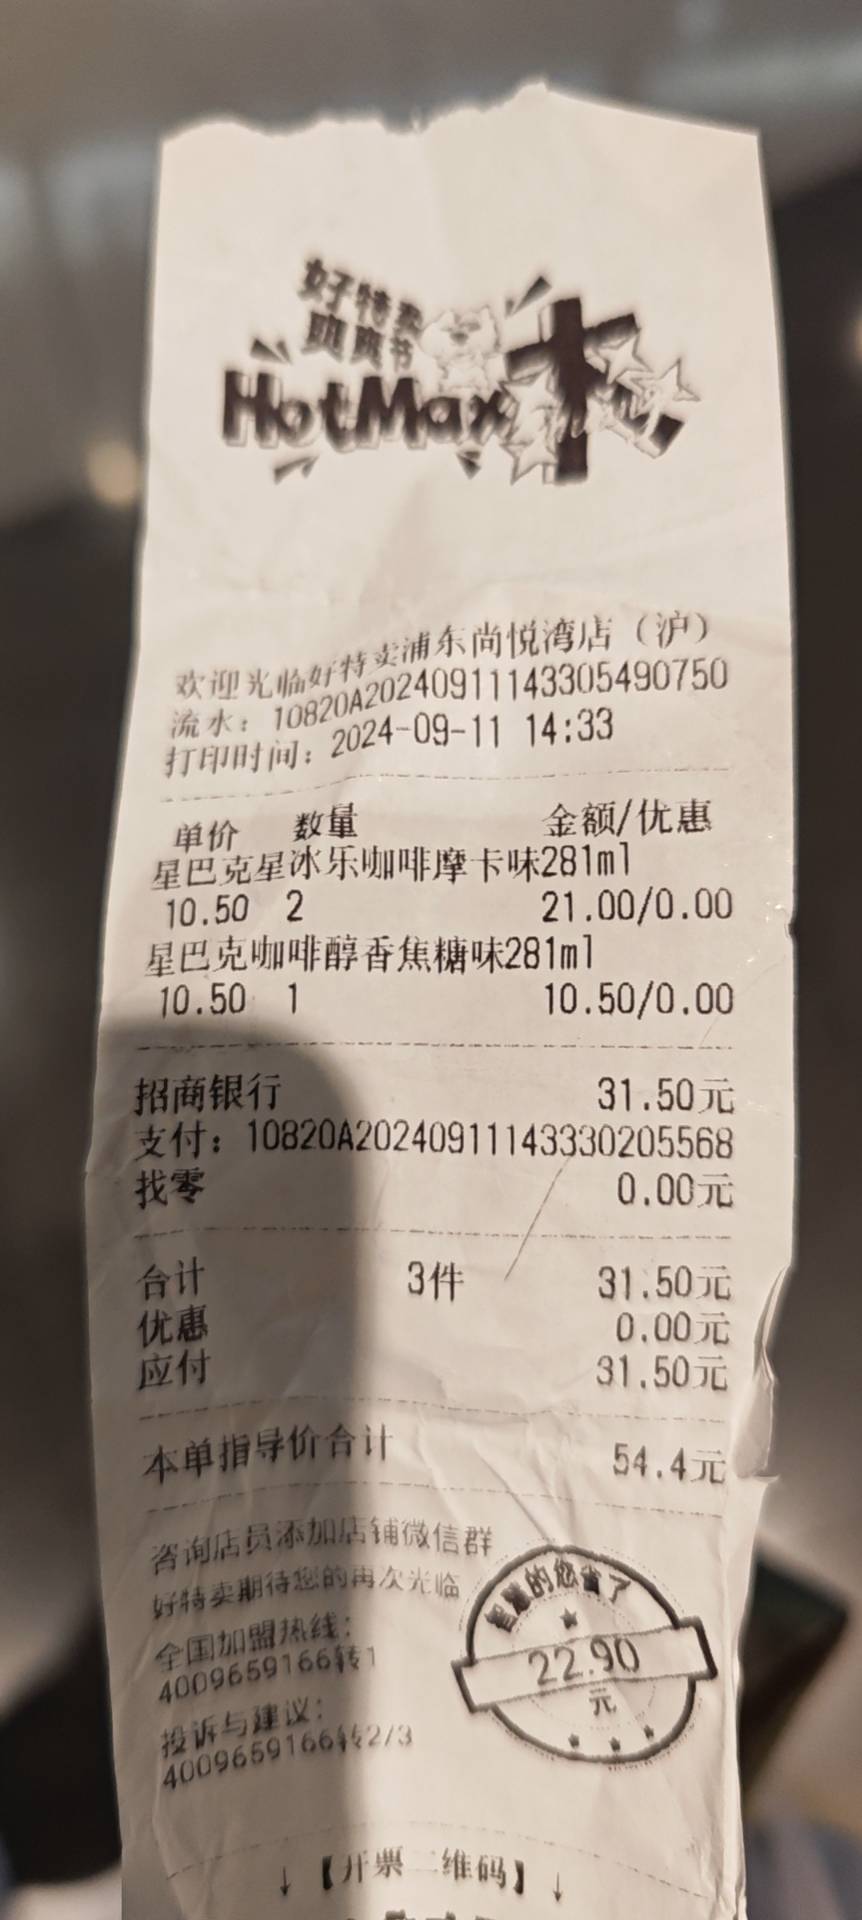 好特卖
爽爽节
HotMaxx
欢迎光临好特卖浦东尚悦湾店（沪）
流水：10820A20240911143305490750
打印时间：2024-09-11 14:33
单价 数量 金额/优惠
星巴克星冰乐咖啡摩卡味281ml
10.50 2 21.00/0.00
星巴克咖啡醇香焦糖味281ml
10.50 1 10.50/0.00
招商银行 31.50元
支付：10820A20240911143330205568
找零 0.00元
合计 3件 31.50元
优惠 0.00元
应付 31.50元
本单指导价合计 54.4元
咨询店员添加店铺微信群
好特卖期待您的再次光临
全国加盟热线：
4009659166转1
投诉与建议：
4009659166转2/3
的您省了
22.90
元
↓【开票二维码】↓